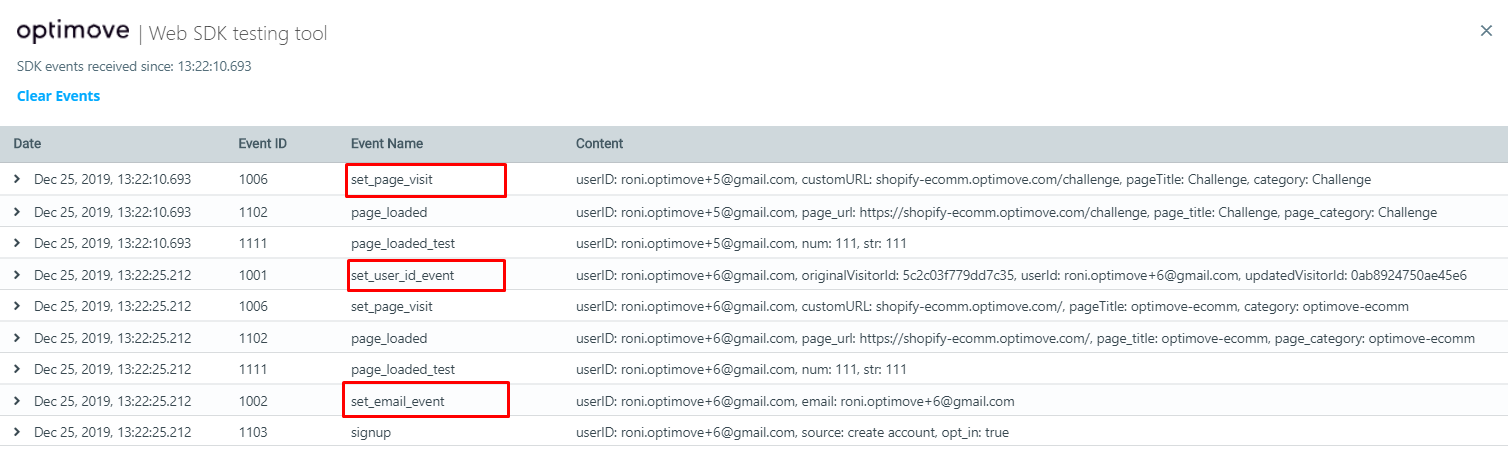 optimove | Web SDK testing tool
SDK events received since: 13:22:10.693
Clear Events
Date Event ID Event Name Content
Dec 25, 2019, 13:22:10.693 1006 set_page_visit userID: roni.optimove+5@gmail.com, customURL: shopify-ecomm.optimove.com/challenge, pageTitle: Challenge, category: Challenge
Dec 25, 2019, 13:22:10.693 1102 page_loaded userID: roni.optimove+5@gmail.com, page_url: https://shopify-ecomm.optimove.com/challenge, page_title: Challenge, page_category: Challenge
Dec 25, 2019, 13:22:10.693 1111 page_loaded_test userID: roni.optimove+5@gmail.com, num: 111, str: 111
Dec 25, 2019, 13:22:25.212 1001 set_user_id_event userID: roni.optimove+6@gmail.com, originalVisitorId: 5c2c03f779dd7c35, userId: roni.optimove+6@gmail.com, updatedVisitorId: 0ab8924750ae45e6
Dec 25, 2019, 13:22:25.212 1006 set_page_visit userID: roni.optimove+6@gmail.com, customURL: shopify-ecomm.optimove.com/, pageTitle: optimove-ecomm, category: optimove-ecomm
Dec 25, 2019, 13:22:25.212 1102 page_loaded userID: roni.optimove+6@gmail.com, page_url: https://shopify-ecomm.optimove.com/, page_title: optimove-ecomm, page_category: optimove-ecomm
Dec 25, 2019, 13:22:25.212 1111 page_loaded_test userID: roni.optimove+6@gmail.com, num: 111, str: 111
Dec 25, 2019, 13:22:25.212 1002 set_email_event userID: roni.optimove+6@gmail.com, email: roni.optimove+6@gmail.com
Dec 25, 2019, 13:22:25.212 1103 signup userID: roni.optimove+6@gmail.com, source: create account, opt_in: true